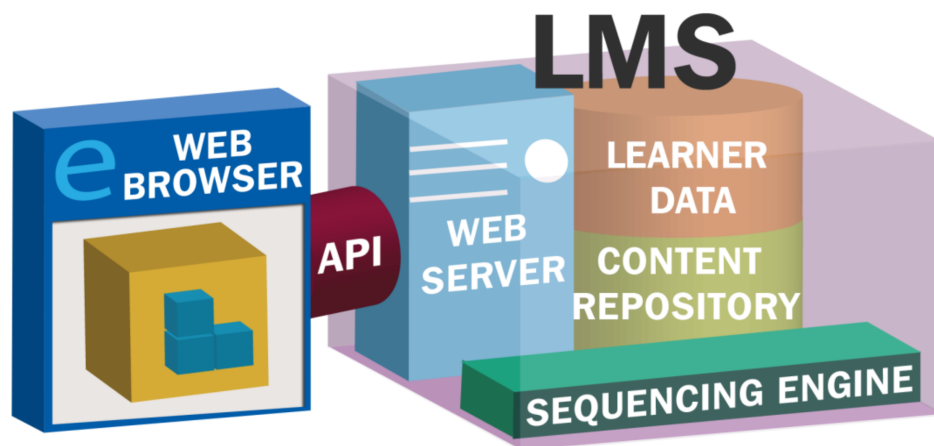 LMS
e WEB
BROWSER
API
WEB
SERVER
LEARNER
DATA
CONTENT
REPOSITORY
SEQUENCING ENGINE